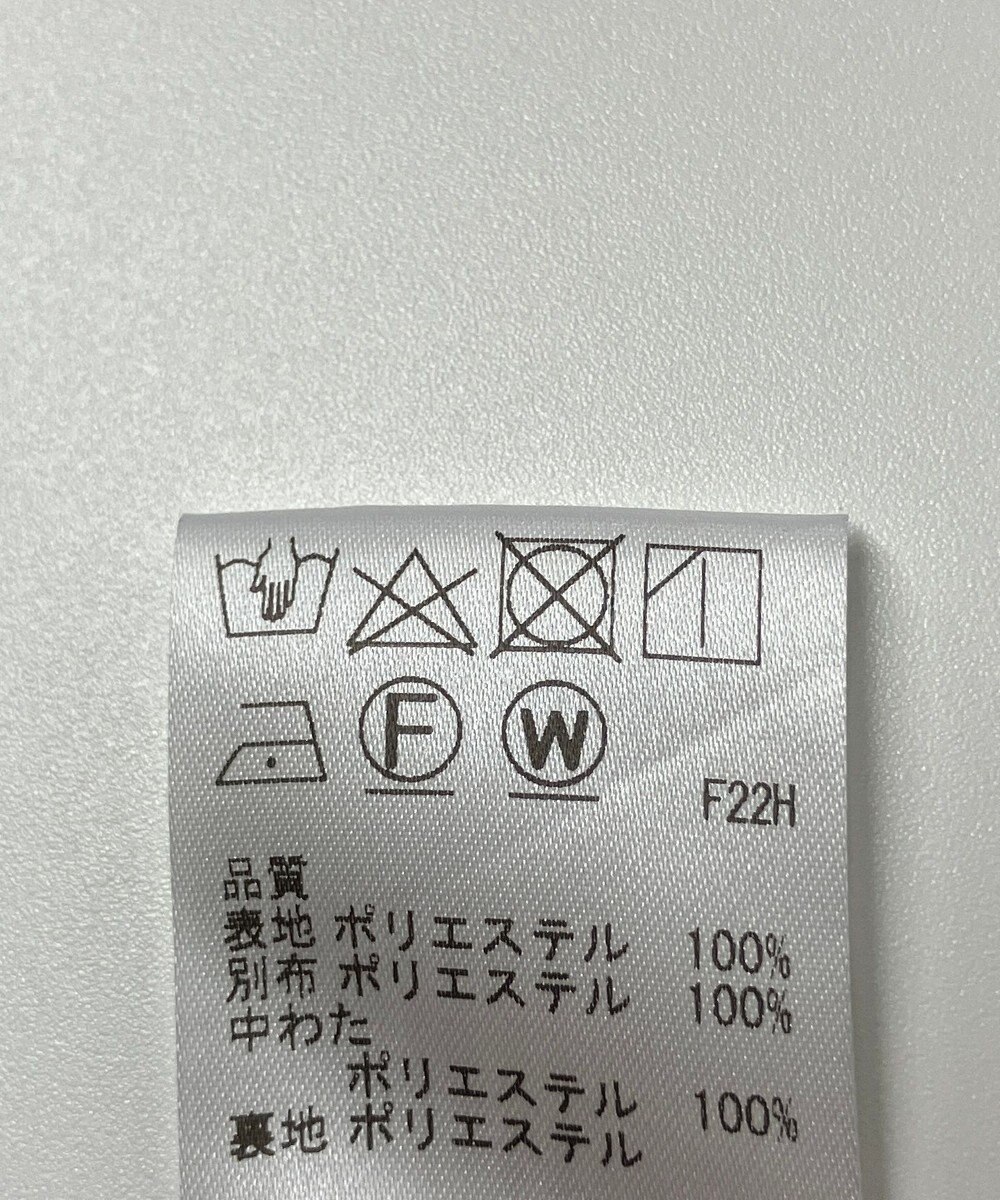 F W
F22H
品質
表地 ポリエステル 100%
別布 ポリエステル 100%
中わた
ポリエステル 100%
裏地 ポリエステル